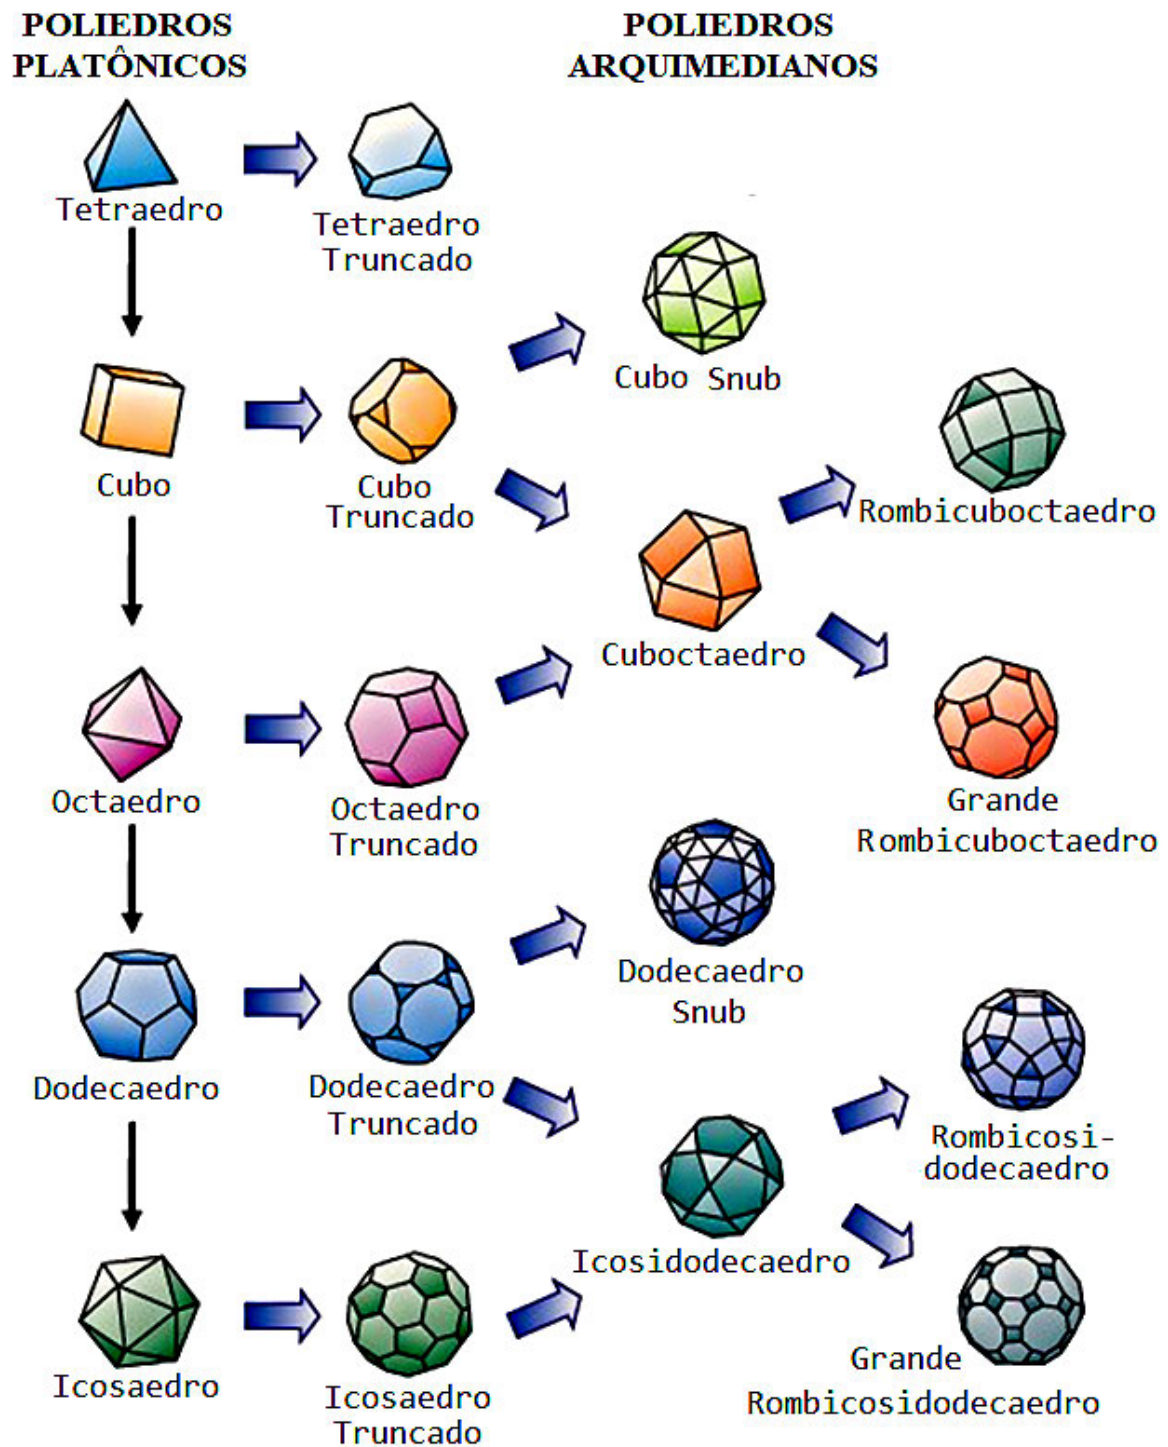 POLIEDROS
PLATÔNICOS
POLIEDROS
ARQUIMEDIANOS
Tetraedro
Tetraedro
Truncado
Cubo Snub
Cubo
Cubo
Truncado
Rombicuboctaedro
Cuboctaedro
Octaedro
Octaedro
Truncado
Grande
Rombicuboctaedro
Dodecaedro
Snub
Dodecaedro
Dodecaedro
Truncado
Rombicosi-
dodecaedro
Icosidodecaedro
Icosaedro
Icosaedro
Truncado
Grande
Rombicosidodecaedro